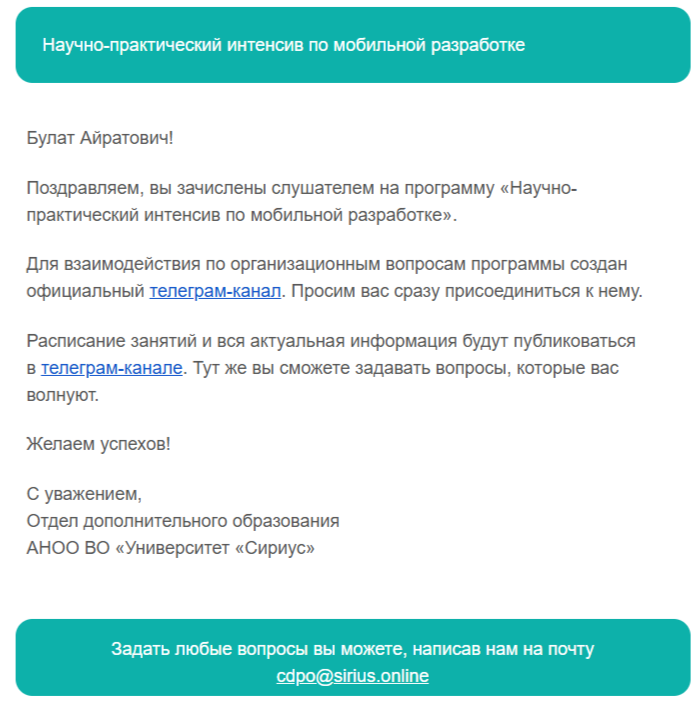 Научно-практический интенсив по мобильной разработке
Булат Айратович!
Поздравляем, вы зачислены слушателем на программу «Научно-
практический интенсив по мобильной разработке».
Для взаимодействия по организационным вопросам программы создан
официальный телеграм-канал. Просим вас сразу присоединиться к нему.
Расписание занятий и вся актуальная информация будут публиковаться
в телеграм-канале. Тут же вы сможете задавать вопросы, которые вас
волнуют.
Желаем успехов!
С уважением,
Отдел дополнительного образования
АНОО ВО «Университет «Сириус»
Задать любые вопросы вы можете, написав нам на почту
cdpo@sirius.online